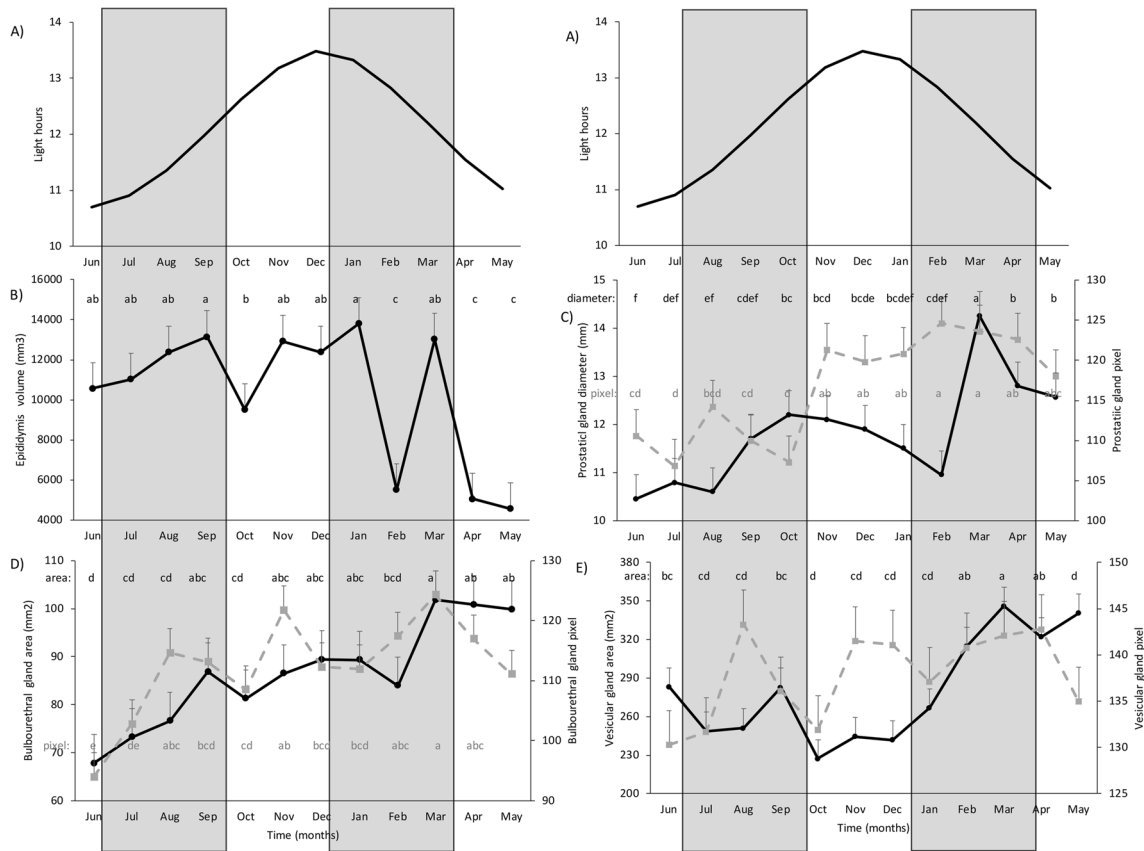 A)
14
13
12
11
10
Light hours
Jun Jul Aug Sep Oct Nov Dec Jan Feb Mar Apr May
A)
14
13
12
11
10
Light hours
Jun Jul Aug Sep Oct Nov Dec Jan Feb Mar Apr May
B)
16000
14000
12000
10000
8000
6000
4000
Epididymis volume (mm3)
ab ab ab a b ab ab a c ab c c
Jun Jul Aug Sep Oct Nov Dec Jan Feb Mar Apr May
C)
15
14
13
12
11
10
Prostaticl gland diameter (mm)
diameter: f def ef cdef bc bcd bcde bcdef cdef a b b
pixel: cd d bcd cd c ab ab ab a a ab abc
130
125
120
115
110
105
100
Prostatiic gland pixel
Jun Jul Aug Sep Oct Nov Dec Jan Feb Mar Apr May
D)
110
100
90
80
70
60
Bulbourethral gland area (mm2)
area: d cd cd abc cd abc abc abc bcd a ab ab
pixel: e de abc bcd cd ab bcd bcd abc a abc
130
120
110
100
90
Bulbourethral gland pixel
Jun Jul Aug Sep Oct Nov Dec Jan Feb Mar Apr May
Time (months)
E)
380
350
320
290
260
230
200
Vesicular gland area (mm2)
area: bc cd cd bc d cd cd cd ab a ab d
150
145
140
135
130
125
Vesicular gland pixel
Jun Jul Aug Sep Oct Nov Dec Jan Feb Mar Apr May
Time (months)